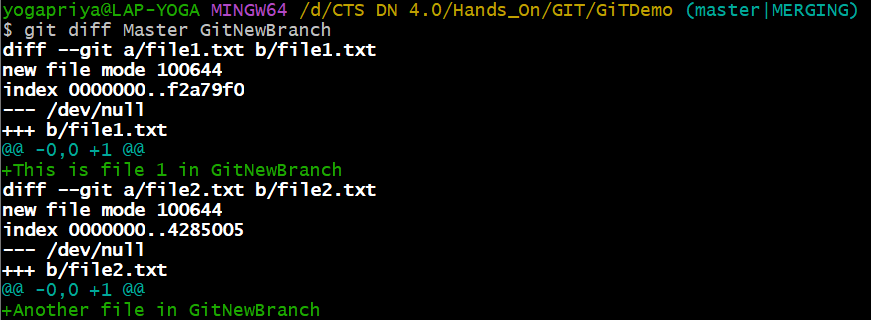 yogapriya@LAP-YOGA MINGW64 /d/CTS DN 4.0/Hands_On/GIT/GiTDemo (master|MERGING)
$ git diff Master GitNewBranch
diff --git a/file1.txt b/file1.txt
new file mode 100644
index 0000000..f2a79f0
--- /dev/null
+++ b/file1.txt
@@ -0,0 +1 @@
+This is file 1 in GitNewBranch
diff --git a/file2.txt b/file2.txt
new file mode 100644
index 0000000..4285005
--- /dev/null
+++ b/file2.txt
@@ -0,0 +1 @@
+Another file in GitNewBranch